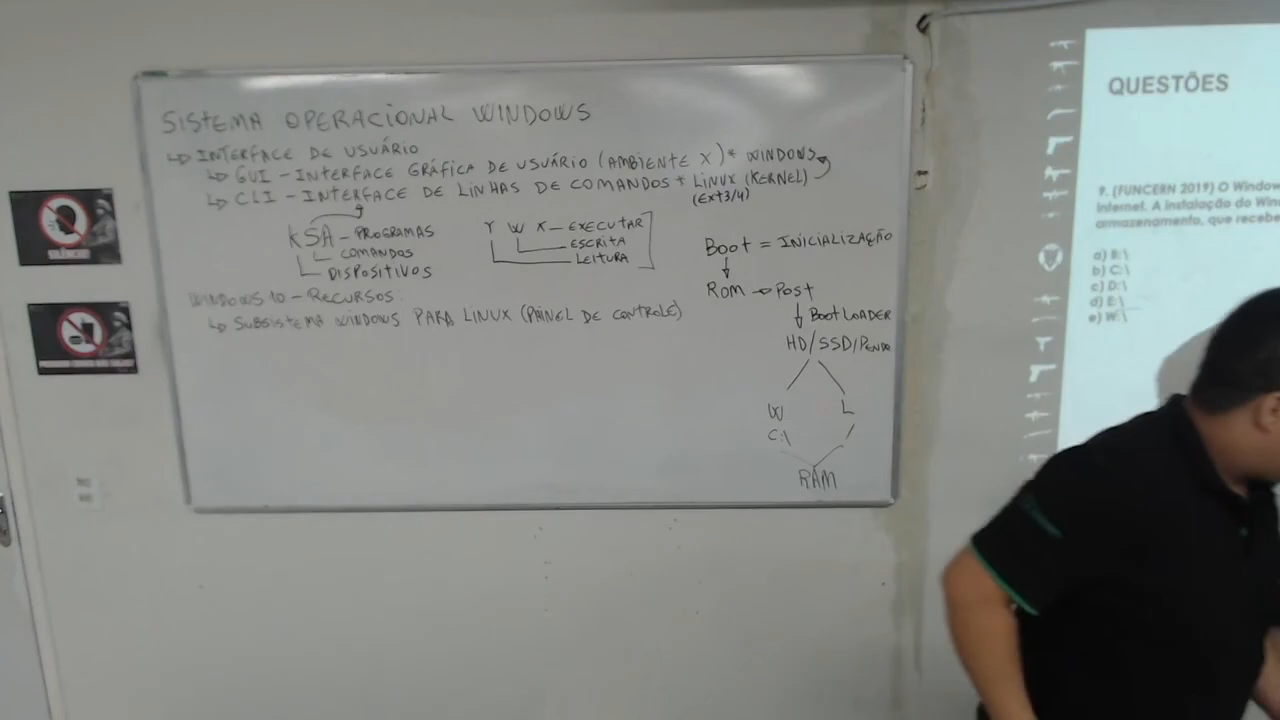 SISTEMA OPERACIONAL WINDOWS
↳ INTERFACE DE USUÁRIO
↳ GUI - INTERFACE GRÁFICA DE USUÁRIO (AMBIENTE X) * WINDOWS
↳ CLI - INTERFACE DE LINHAS DE COMANDOS * LINUX (KERNEL)
(Ext3/4)
KSA - PROGRAMAS
COMANDOS
DISPOSITIVOS
r W X - EXECUTAR
ESCRITA
LEITURA
WINDOWS 10 - RECURSOS:
↳ SUBSISTEMA WINDOWS PARA LINUX (PAINEL DE CONTROLE)
Boot = INICIALIZAÇÃO
ROM → Post
BOOT LOADER
HD/SSD/PENDR
W L
C:\ /
RAM
QUESTÕES
9. (FUNCERN 2019) O Window
Internet. A instalação do Win
armazenamento, que recebe
a) B:\
b) C:\
c) D:\
d) E:\
e) W:\
SILÊNCIO